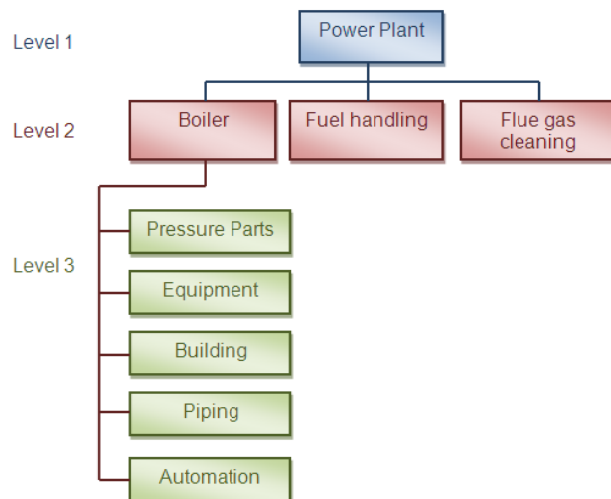 Level 1
Power Plant
Level 2
Boiler
Fuel handling
Flue gas
cleaning
Level 3
Pressure Parts
Equipment
Building
Piping
Automation